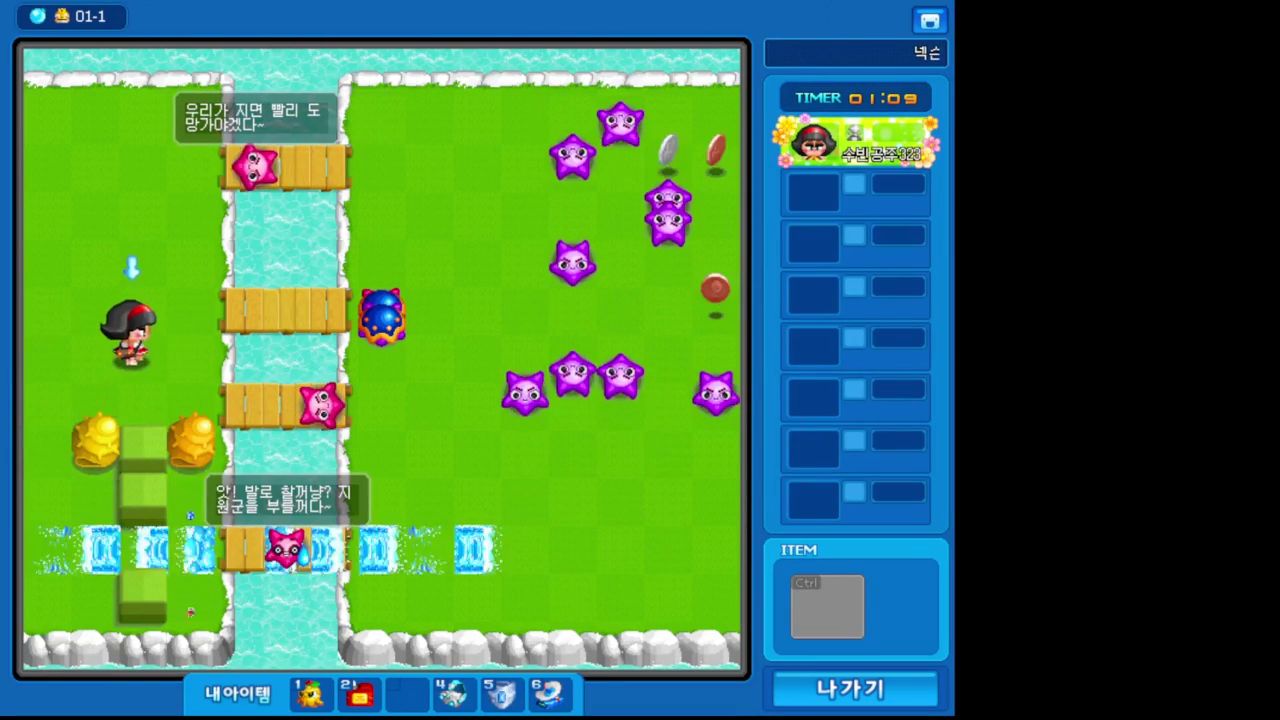 01-1
넥슨
TIMER 01:09
우리가 지면 빨리 도
망가야겠다~
수빈공주323
앗! 발로 찰꺼냥? 지
원군을 부를꺼다~
ITEM
Ctrl
내아이템
1
2
4
5
6
나가기